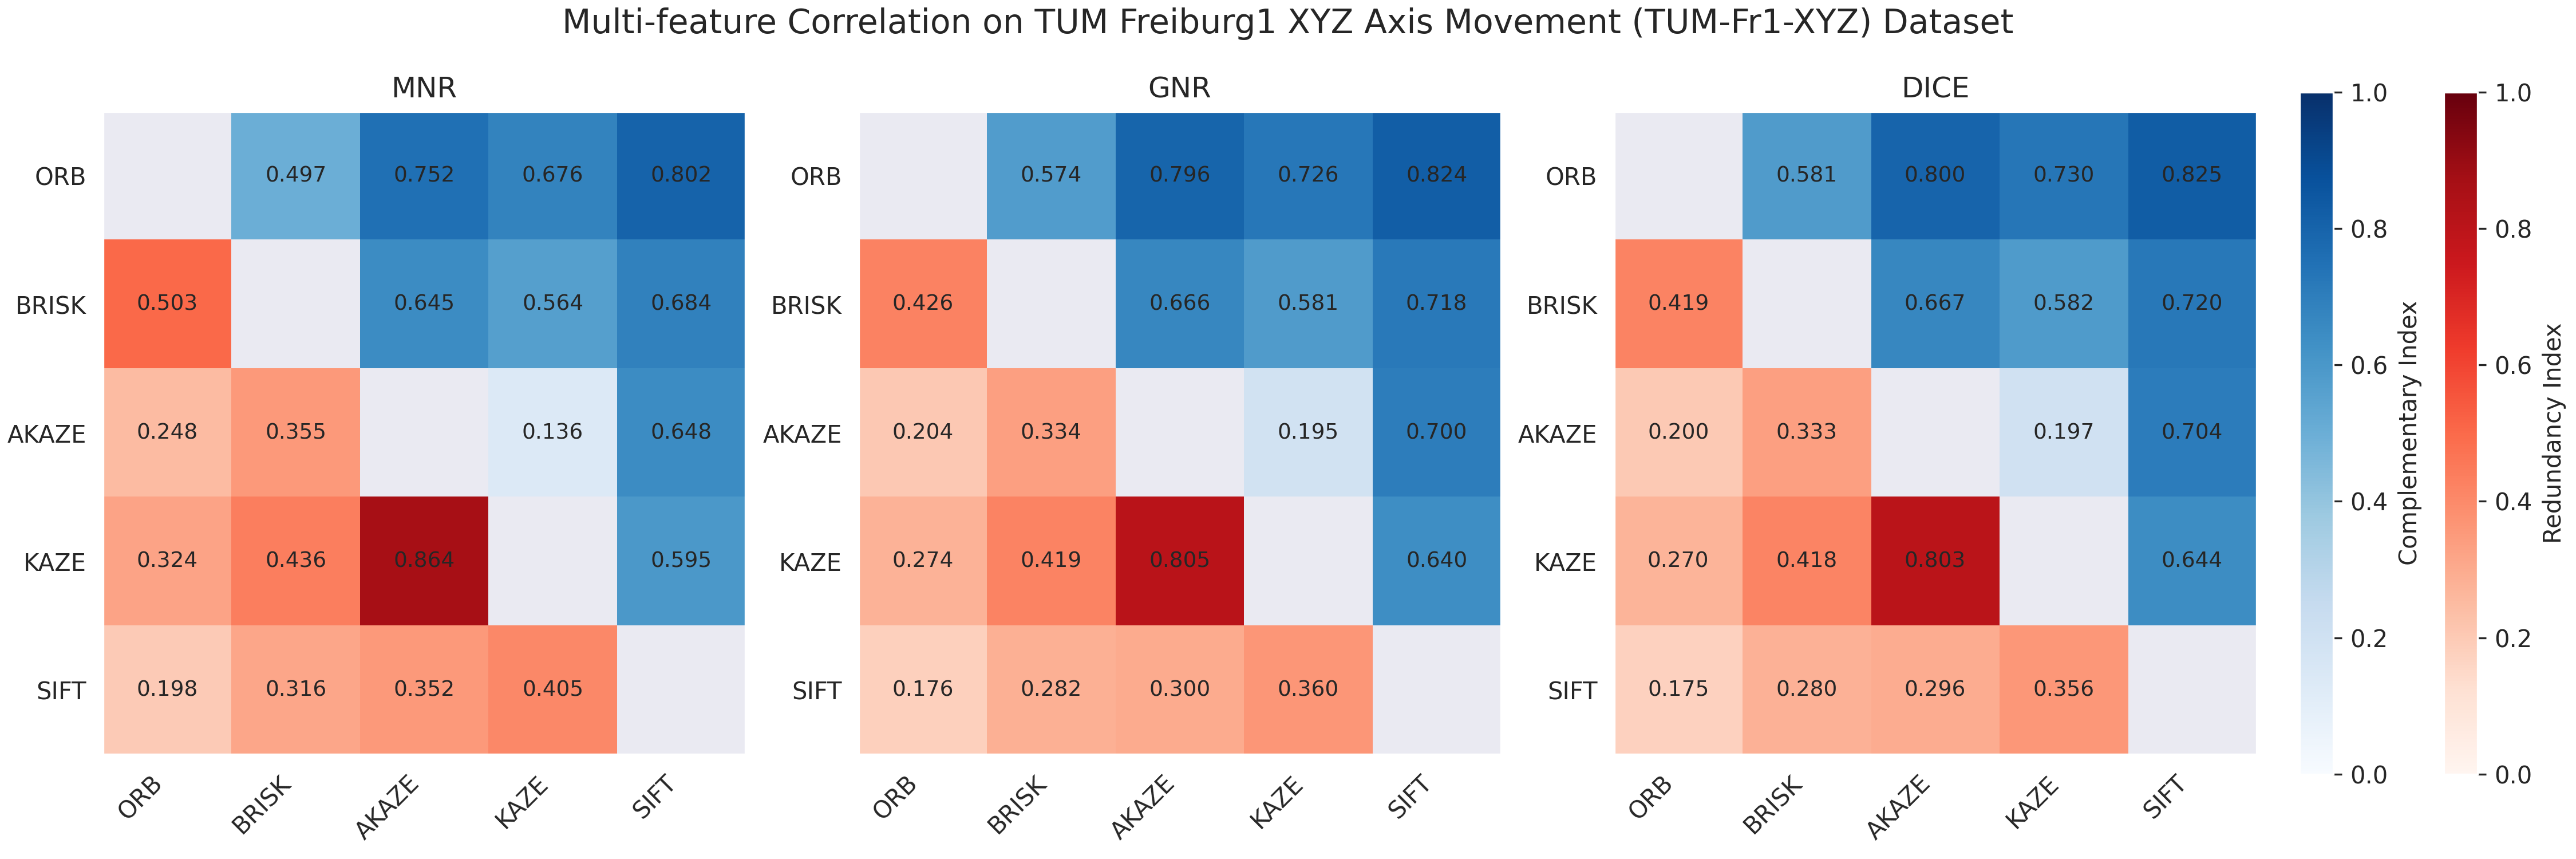 Multi-feature Correlation on TUM Freiburg1 XYZ Axis Movement (TUM-Fr1-XYZ) Dataset
MNR
ORB 0.497 0.752 0.676 0.802
BRISK 0.503 0.645 0.564 0.684
AKAZE 0.248 0.355 0.136 0.648
KAZE 0.324 0.436 0.864 0.595
SIFT 0.198 0.316 0.352 0.405
ORB BRISK AKAZE KAZE SIFT
GNR
ORB 0.574 0.796 0.726 0.824
BRISK 0.426 0.666 0.581 0.718
AKAZE 0.204 0.334 0.195 0.700
KAZE 0.274 0.419 0.805 0.640
SIFT 0.176 0.282 0.300 0.360
ORB BRISK AKAZE KAZE SIFT
DICE
ORB 0.581 0.800 0.730 0.825
BRISK 0.419 0.667 0.582 0.720
AKAZE 0.200 0.333 0.197 0.704
KAZE 0.270 0.418 0.803 0.644
SIFT 0.175 0.280 0.296 0.356
ORB BRISK AKAZE KAZE SIFT
1.0
0.8
0.6
0.4
0.2
0.0
Complementary Index
1.0
0.8
0.6
0.4
0.2
0.0
Redundancy Index